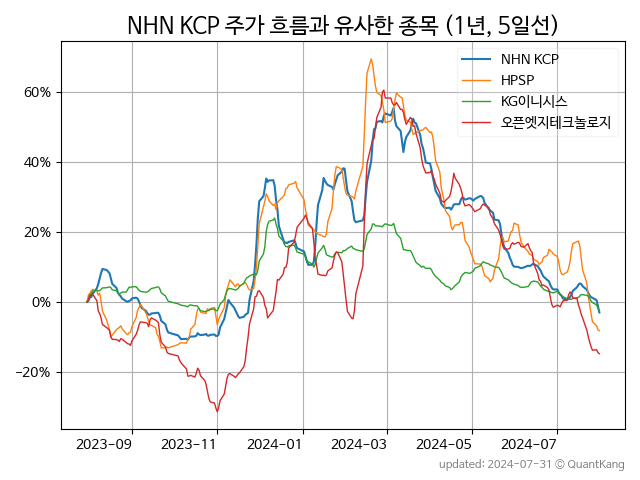 NHN KCP 주가 흐름과 유사한 종목 (1년, 5일선)
NHN KCP
HPSP
KG이니시스
오픈엣지테크놀로지
60%
40%
20%
0%
−20%
2023-09
2023-11
2024-01
2024-03
2024-05
2024-07
updated: 2024-07-31 © QuantKang